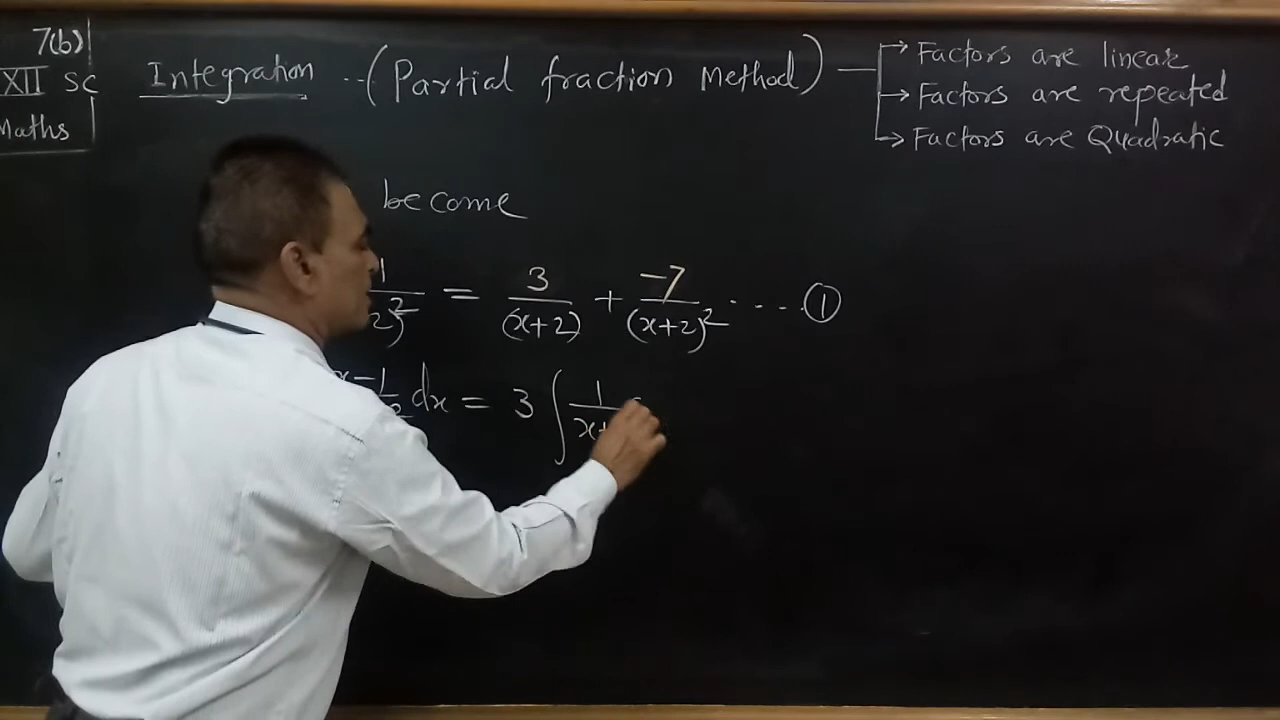 7(b)
XII SC
Maths
Integration --(Partial fraction Method)
→ Factors are linear
→ Factors are repeated
→ Factors are Quadratic
become
1/2)² = 3/(x+2) + -7/(x+2)² ....①
x-1/2 dx = 3 ∫ 1/x+